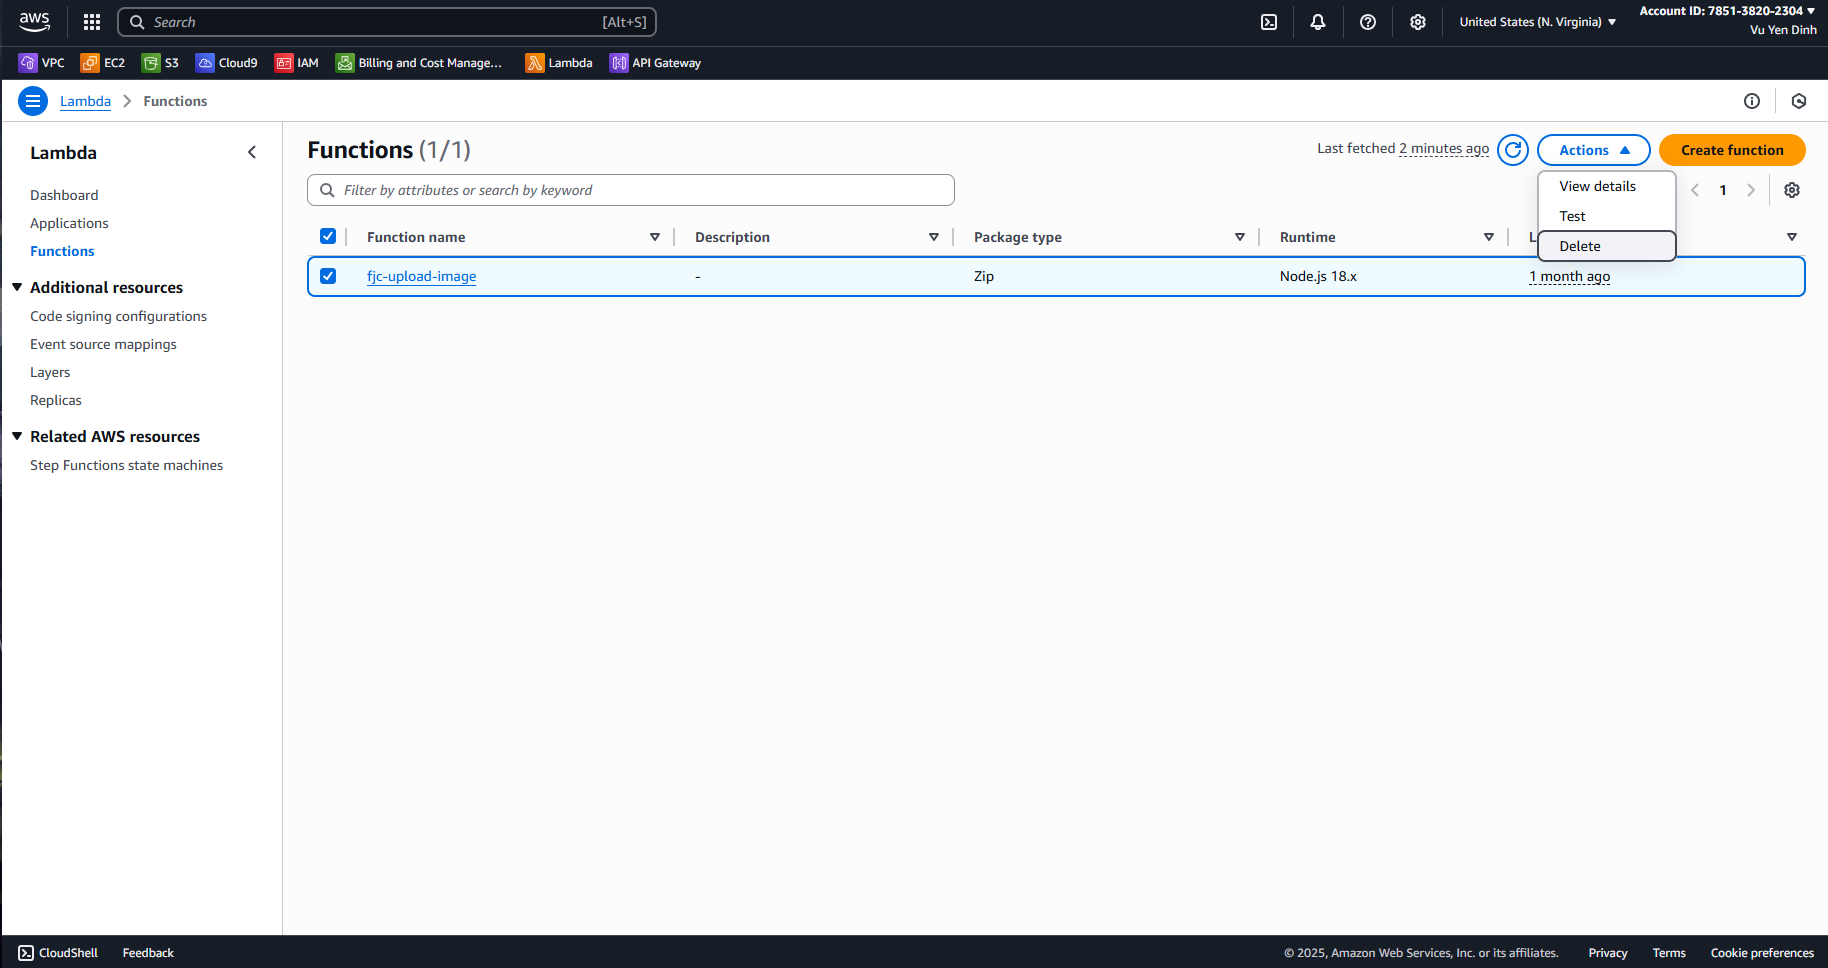 aws
Search [Alt+S]
United States (N. Virginia)
Account ID: 7851-3820-2304
Vu Yen Dinh
VPC EC2 S3 Cloud9 IAM Billing and Cost Manage... Lambda API Gateway
Lambda Functions
Lambda
Dashboard
Applications
Functions
Additional resources
Code signing configurations
Event source mappings
Layers
Replicas
Related AWS resources
Step Functions state machines
Functions (1/1)
Last fetched 2 minutes ago
Actions
Create function
Filter by attributes or search by keyword
View details
Test
Delete
1
Function name Description Package type Runtime L
fjc-upload-image - Zip Node.js 18.x 1 month ago
CloudShell Feedback
© 2025, Amazon Web Services, Inc. or its affiliates. Privacy Terms Cookie preferences